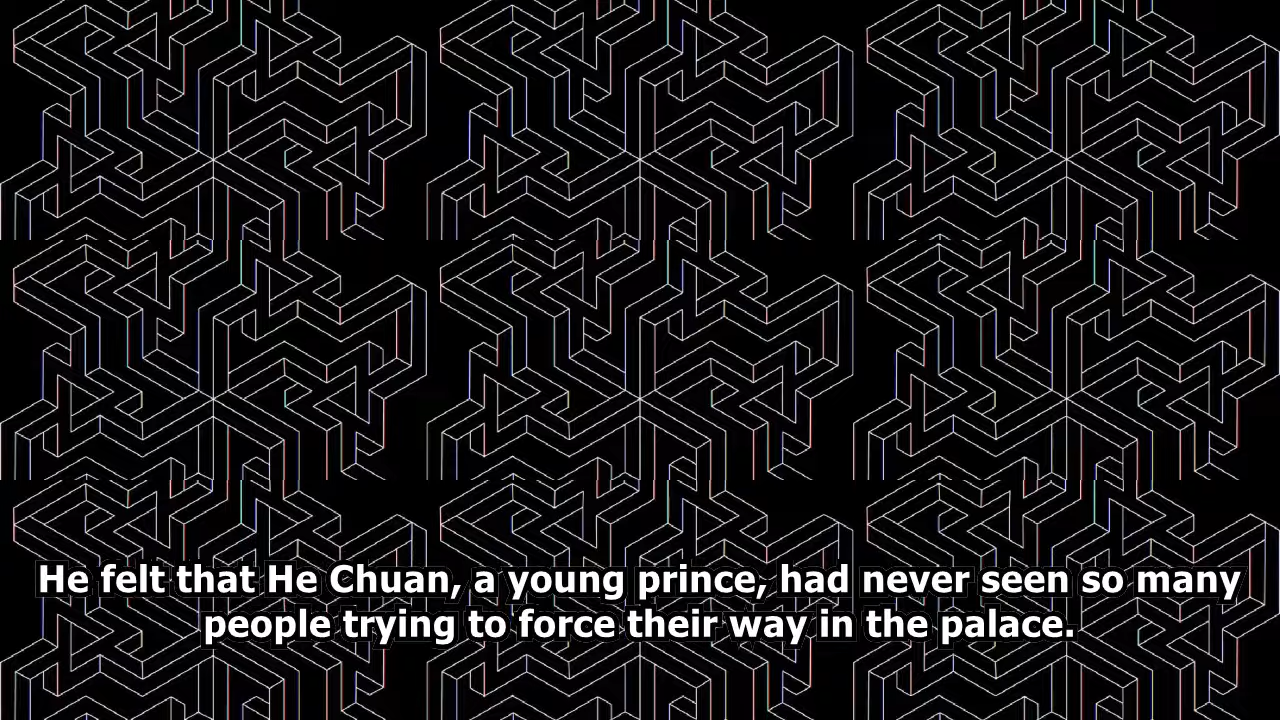 He felt that He Chuan, a young prince, had never seen so many
people trying to force their way in the palace.